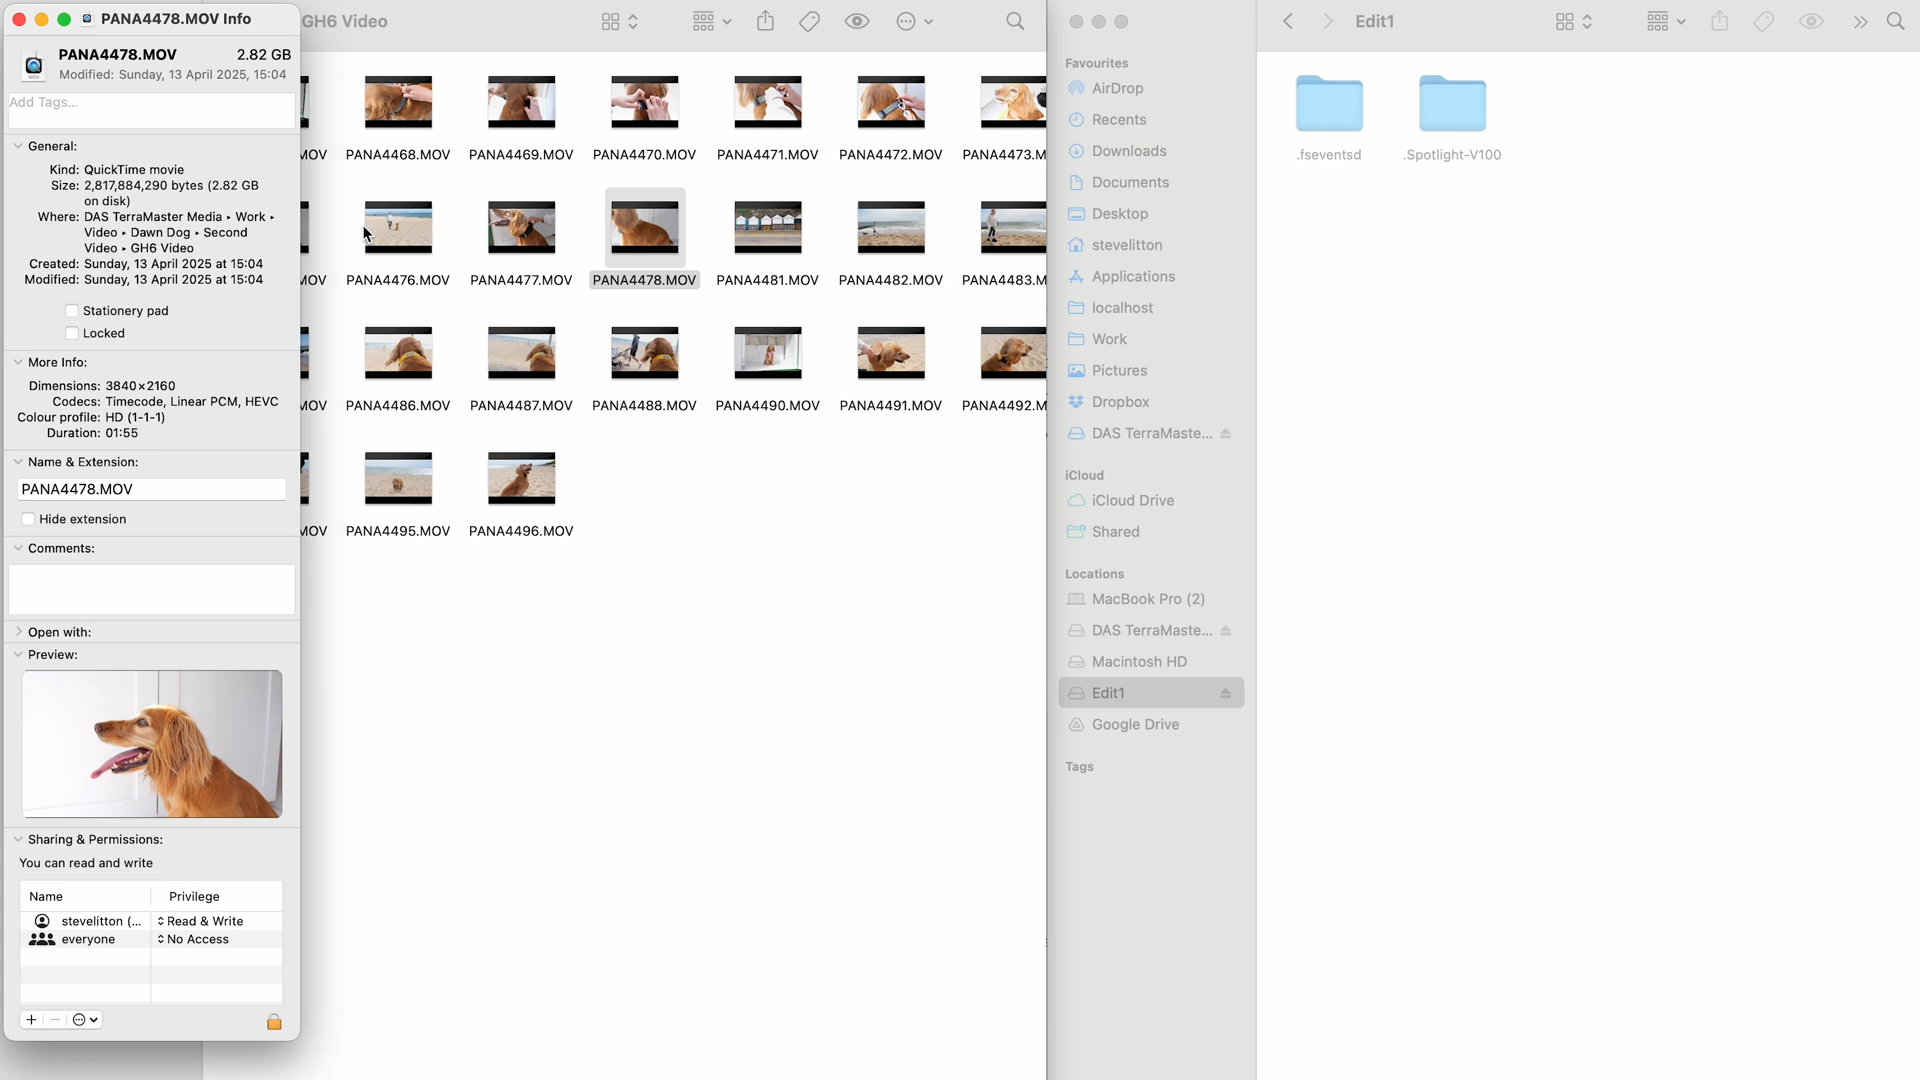 PANA4478.MOV Info
PANA4478.MOV 2.82 GB
Modified: Sunday, 13 April 2025, 15:04
Add Tags...
General:
Kind: QuickTime movie
Size: 2,817,884,290 bytes (2.82 GB
on disk)
Where: DAS TerraMaster Media ▸ Work ▸
Video ▸ Dawn Dog ▸ Second
Video ▸ GH6 Video
Created: Sunday, 13 April 2025 at 15:04
Modified: Sunday, 13 April 2025 at 15:04
Stationery pad
Locked
More Info:
Dimensions: 3840×2160
Codecs: Timecode, Linear PCM, HEVC
Colour profile: HD (1-1-1)
Duration: 01:55
Name & Extension:
PANA4478.MOV
Hide extension
Comments:
Open with:
Preview:
Sharing & Permissions:
You can read and write
Name Privilege
stevelitton (... Read & Write
everyone No Access
GH6 Video
MOV PANA4468.MOV PANA4469.MOV PANA4470.MOV PANA4471.MOV PANA4472.MOV PANA4473.M
MOV PANA4476.MOV PANA4477.MOV PANA4478.MOV PANA4481.MOV PANA4482.MOV PANA4483.M
MOV PANA4486.MOV PANA4487.MOV PANA4488.MOV PANA4490.MOV PANA4491.MOV PANA4492.M
MOV PANA4495.MOV PANA4496.MOV
Favourites
AirDrop
Recents
Downloads
Documents
Desktop
stevelitton
Applications
localhost
Work
Pictures
Dropbox
DAS TerraMaste...
iCloud
iCloud Drive
Shared
Locations
MacBook Pro (2)
DAS TerraMaste...
Macintosh HD
Edit1
Google Drive
Tags
Edit1
.fseventsd .Spotlight-V100